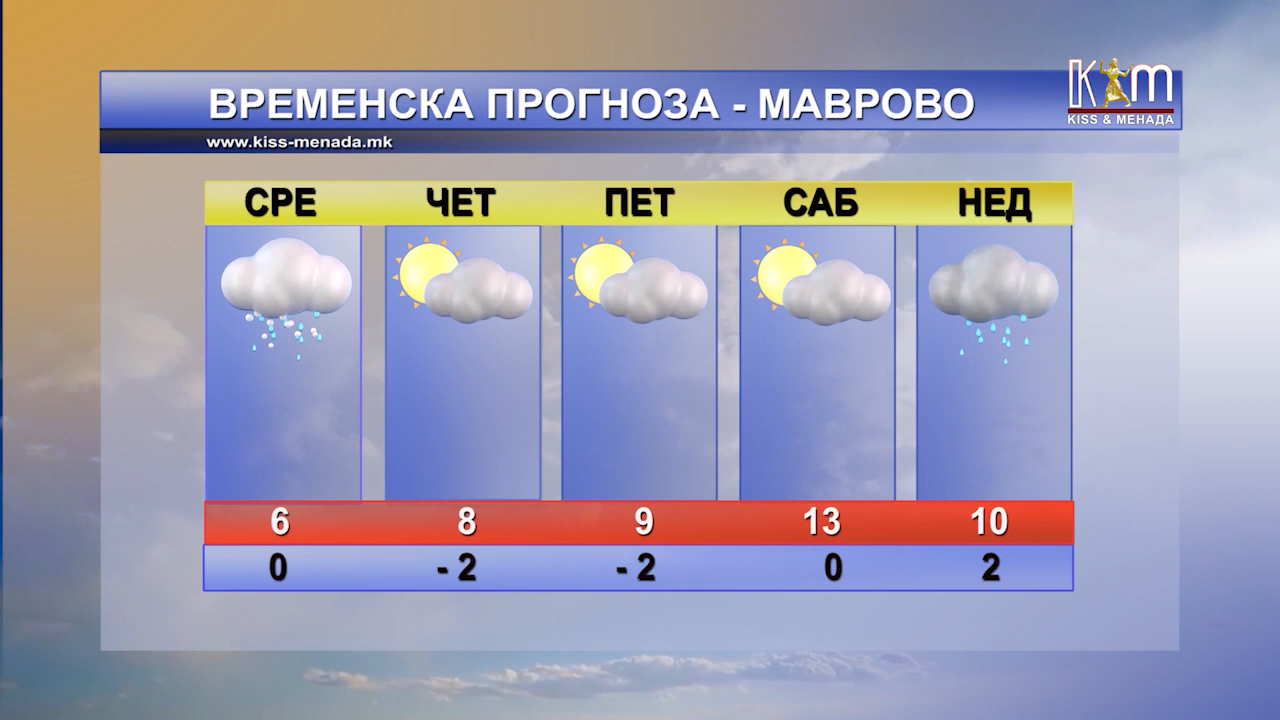 ВРЕМЕНСКА ПРОГНОЗА - МАВРОВО
KM
KISS & МЕНАДА
www.kiss-menada.mk
СРЕ ЧЕТ ПЕТ САБ НЕД
6 8 9 13 10
0 - 2 - 2 0 2